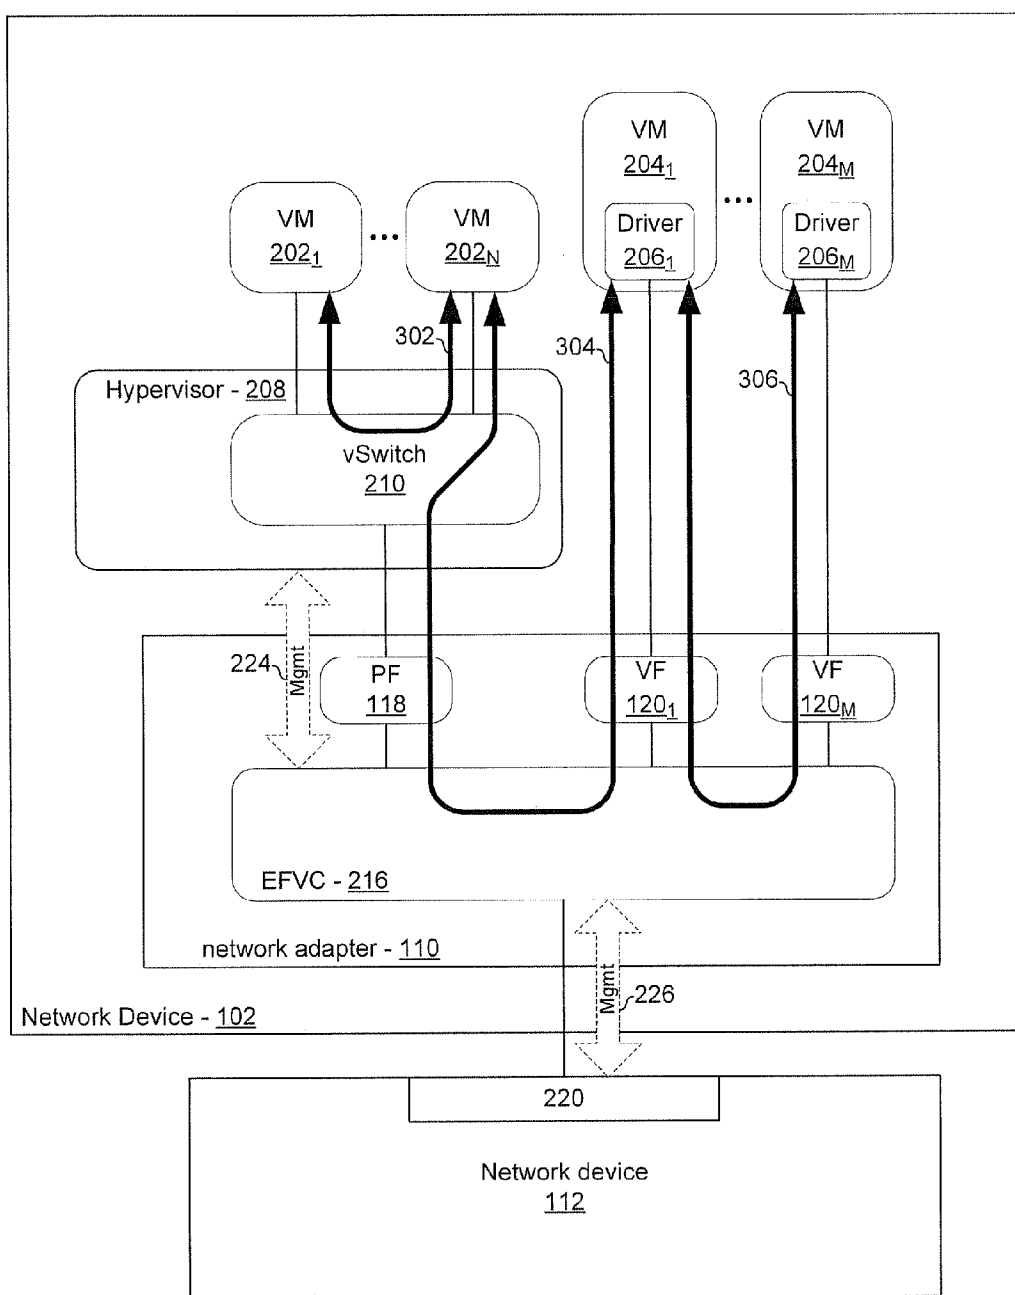 VM
204₁
VM
204M
...
VM
202₁
...
VM
202N
Driver
206₁
Driver
206M
302
304
306
Hypervisor - 208
vSwitch
210
224
Mgmt
PF
118
VF
120₁
VF
120M
EFVC - 216
network adapter - 110
Mgmt
226
Network Device - 102
220
Network device
112